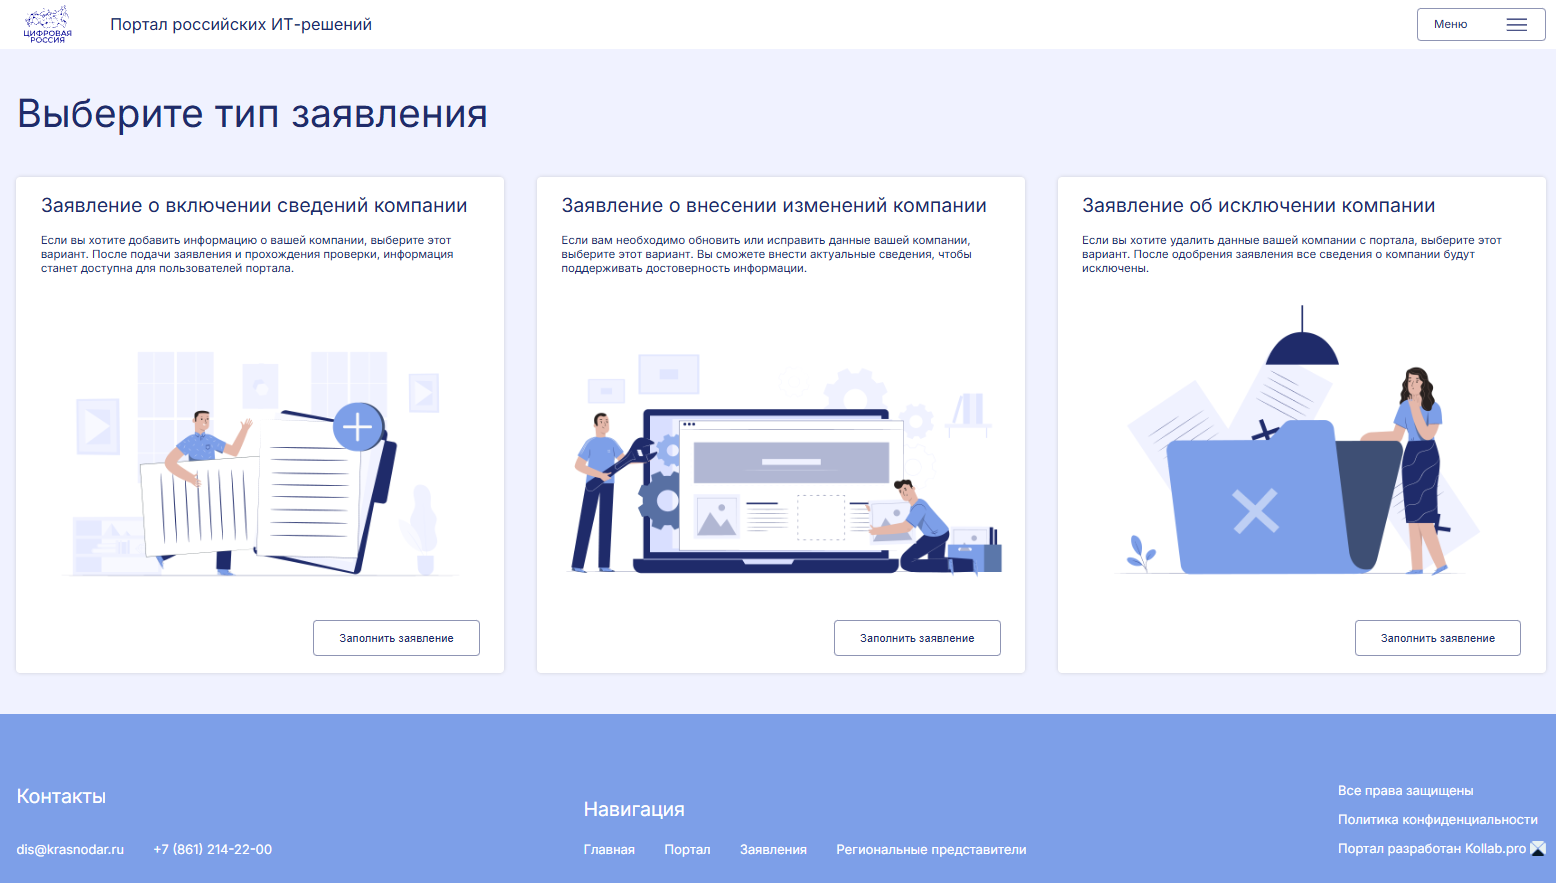 ЦИФРОВАЯ
РОССИЯ
Портал российских ИТ-решений
Меню
Выберите тип заявления
Заявление о включении сведений компании
Если вы хотите добавить информацию о вашей компании, выберите этот
вариант. После подачи заявления и прохождения проверки, информация
станет доступна для пользователей портала.
Заполнить заявление
Заявление о внесении изменений компании
Если вам необходимо обновить или исправить данные вашей компании,
выберите этот вариант. Вы сможете внести актуальные сведения, чтобы
поддерживать достоверность информации.
Заполнить заявление
Заявление об исключении компании
Если вы хотите удалить данные вашей компании с портала, выберите этот
вариант. После одобрения заявления все сведения о компании будут
исключены.
Заполнить заявление
Контакты
dis@krasnodar.ru
+7 (861) 214-22-00
Навигация
Главная
Портал
Заявления
Региональные представители
Все права защищены
Политика конфиденциальности
Портал разработан Kollab.pro